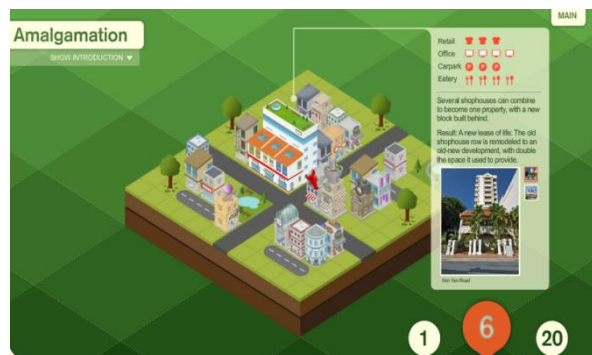 MAIN
Amalgamation
SHOW INTRODUCTION ▼
Retail
Office
Carpark P P P
Eatery
Several shophouses can combine
to become one property, with a new
block built behind.
Result: A new lease of life: The old
shophouse row is remodeled to an
old-new development, with double
the space it used to provide.
Road
1
6
20